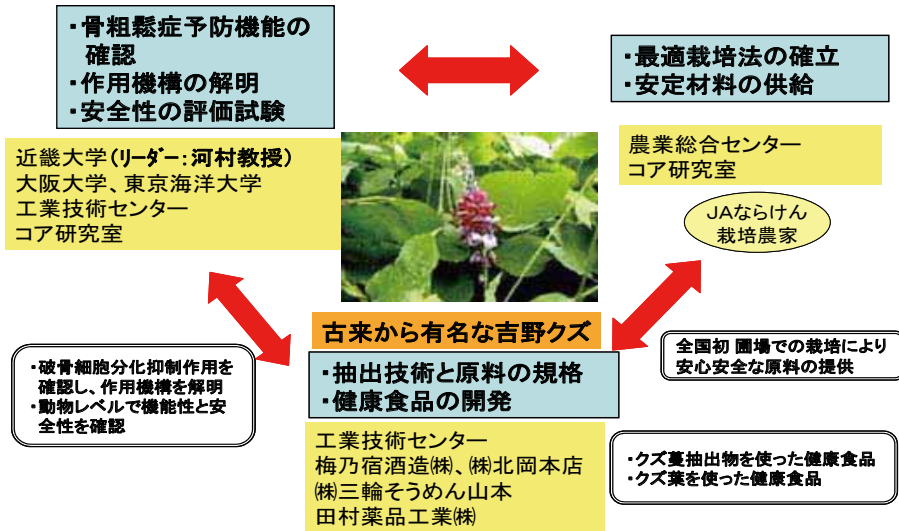 ・骨粗鬆症予防機能の
確認
・作用機構の解明
・安全性の評価試験
近畿大学(リーダー:河村教授)
大阪大学、東京海洋大学
工業技術センター
コア研究室
・最適栽培法の確立
・安定材料の供給
農業総合センター
コア研究室
JAならけん
栽培農家
古来から有名な吉野クズ
・抽出技術と原料の規格
・健康食品の開発
工業技術センター
梅乃宿酒造㈱、㈱北岡本店
㈱三輪そうめん山本
田村薬品工業㈱
・破骨細胞分化抑制作用を
確認し、作用機構を解明
・動物レベルで機能性と安
全性を確認
全国初 圃場での栽培により
安心安全な原料の提供
・クズ蔓抽出物を使った健康食品
・クズ葉を使った健康食品